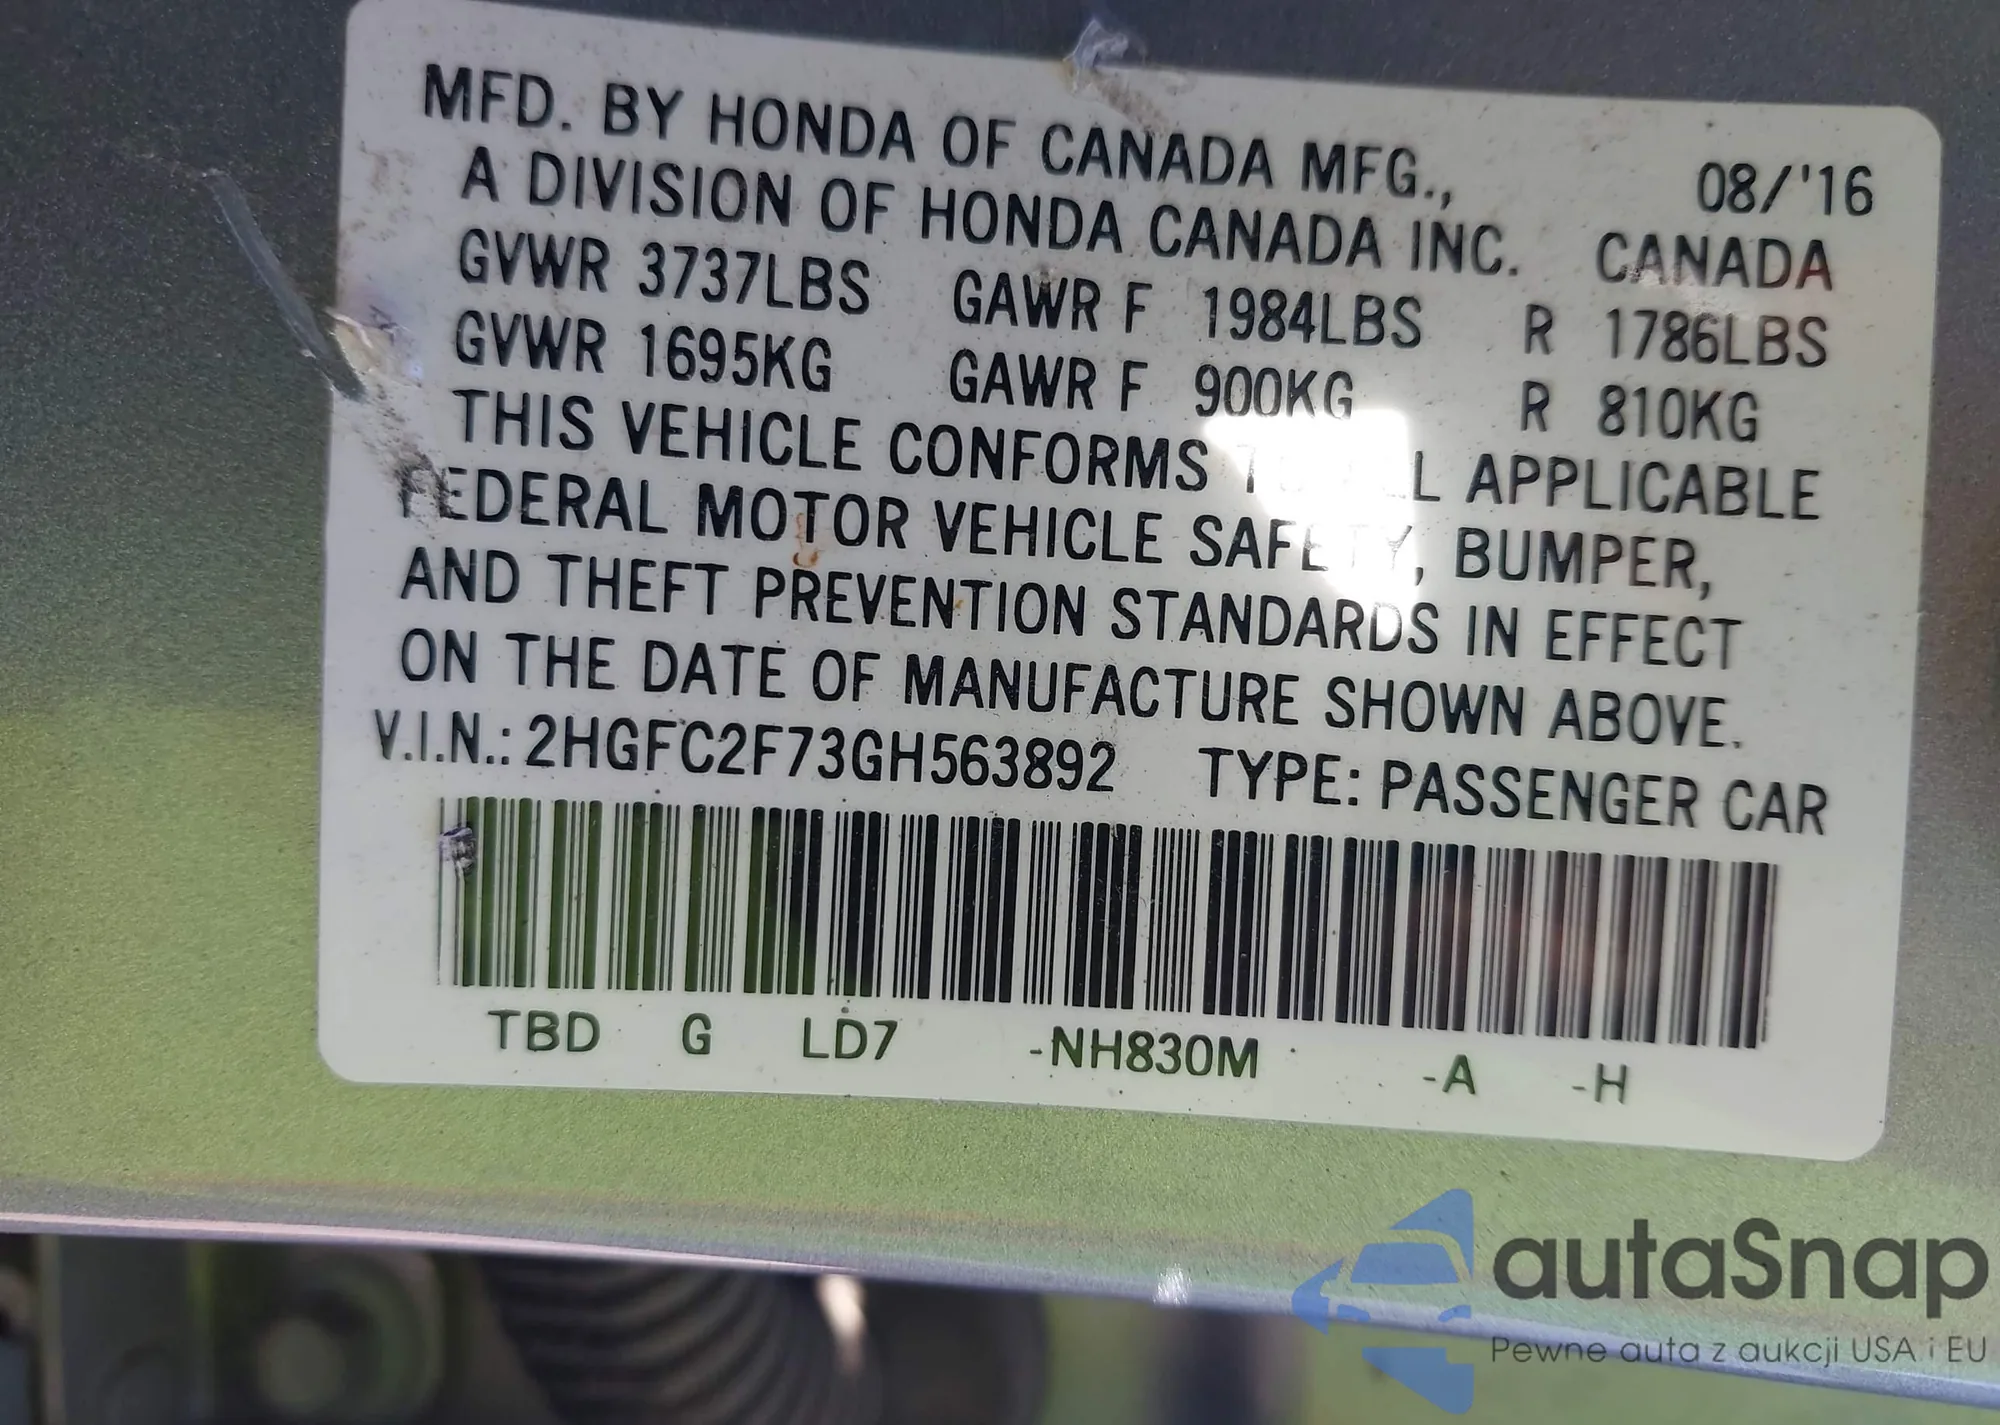 MFD. BY HONDA OF CANADA MFG., 08/'16
A DIVISION OF HONDA CANADA INC. CANADA
GVWR 3737LBS GAWR F 1984LBS R 1786LBS
GVWR 1695KG GAWR F 900KG R 810KG
THIS VEHICLE CONFORMS APPLICABLE
FEDERAL MOTOR VEHICLE SAFETY, BUMPER,
AND THEFT PREVENTION STANDARDS IN EFFECT
ON THE DATE OF MANUFACTURE SHOWN ABOVE.
V.I.N.: 2HGFC2F73GH563892 TYPE: PASSENGER CAR
TBD G LD7 -NH830M -A -H
autaSnap
Pewne auta z aukcji USA i EU